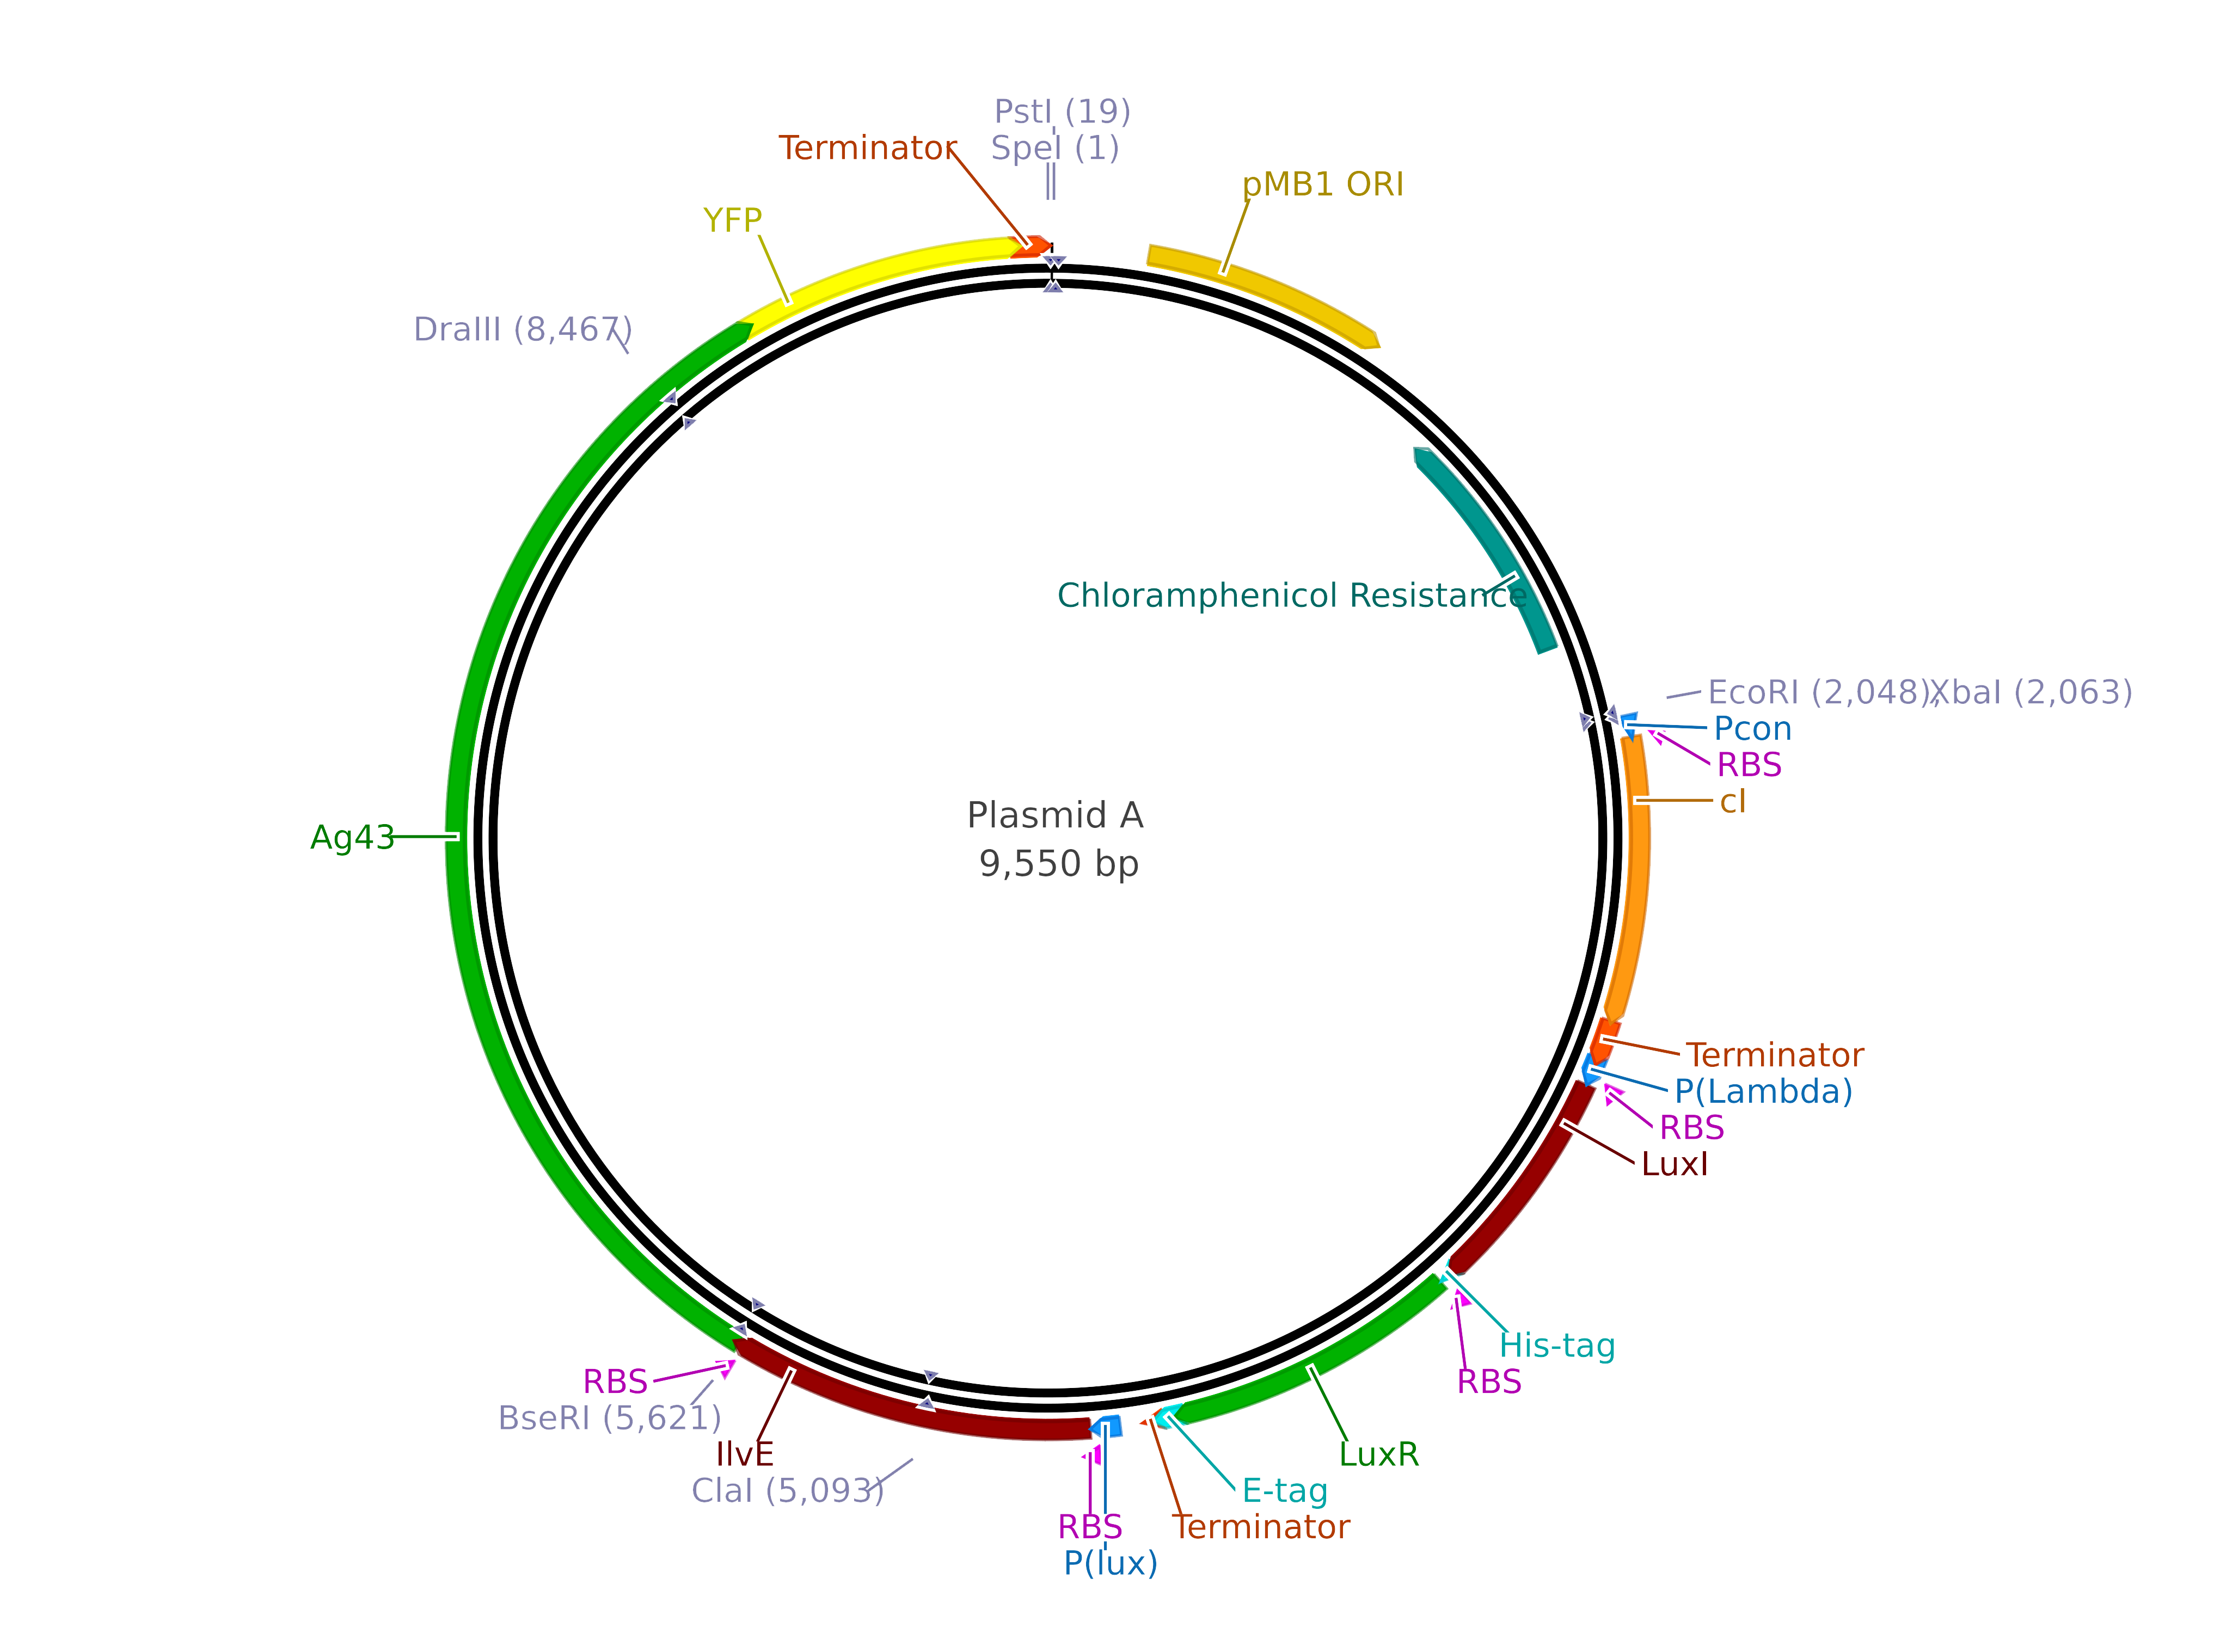 PstI (19)
Terminator
SpeI (1)
pMB1 ORI
YFP
DraIII (8,467)
Chloramphenicol Resistance
EcoRI (2,048), XbaI (2,063)
Pcon
RBS
cI
Plasmid A
9,550 bp
Ag43
Terminator
P(Lambda)
RBS
LuxI
His-tag
RBS
RBS
BseRI (5,621)
IlvE
LuxR
ClaI (5,093)
E-tag
RBS
Terminator
P(lux)